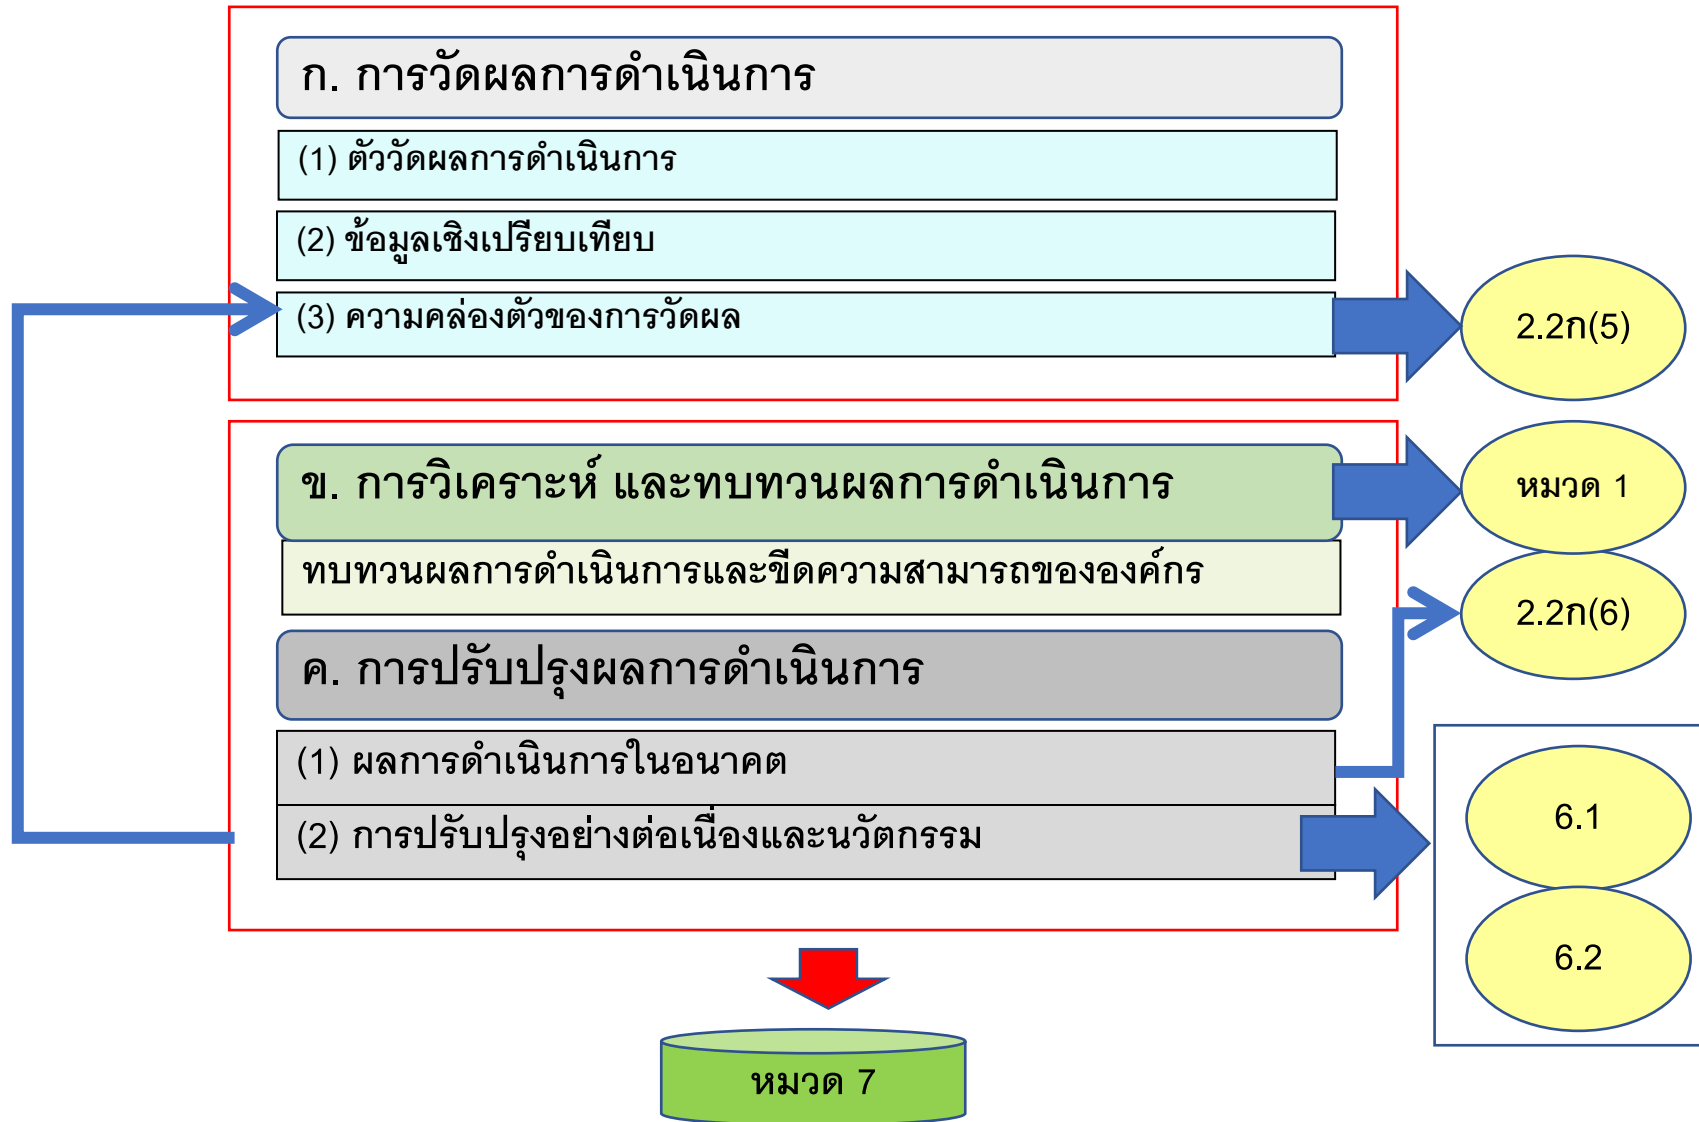 ก. การวัดผลการดำเนินการ
(1) ตัววัดผลการดำเนินการ
(2) ข้อมูลเชิงเปรียบเทียบ
(3) ความคล่องตัวของการวัดผล
2.2ก(5)
ข. การวิเคราะห์ และทบทวนผลการดำเนินการ
หมวด 1
ทบทวนผลการดำเนินการและขีดความสามารถขององค์กร
2.2ก(6)
ค. การปรับปรุงผลการดำเนินการ
(1) ผลการดำเนินการในอนาคต
(2) การปรับปรุงอย่างต่อเนื่องและนวัตกรรม
6.1
6.2
หมวด 7